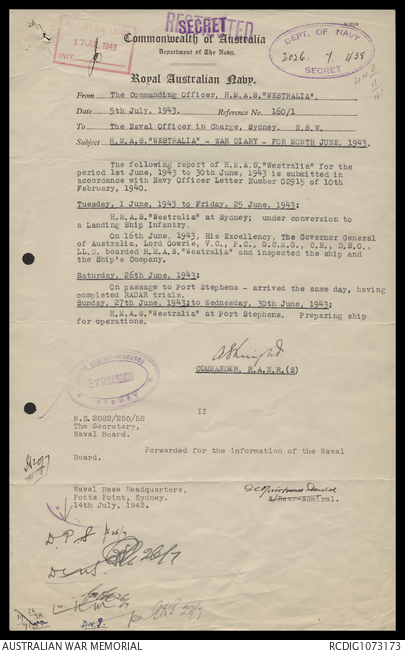 RESTRICTED
SECRET
17 JUL 1943
INIT.
Commonwealth of Australia
Department of the Navy.
DEPT. OF NAVY
2026. 7. 438
SECRET
Royal Australian Navy.
From The Commanding Officer, H.M.A.S."WESTRALIA".
Date 5th July, 1943. Reference No. 160/1
To The Naval Officer in Charge, Sydney. N.S.W.
Subject H.M.A.S."WESTRALIA" - WAR DIARY - FOR MONTH JUNE, 1943.
The following report of H.M.A.S."Westralia" for the
period 1st June, 1943 to 30th June, 1943 is submitted in
accordance with Navy Officer Letter Number 02915 of 10th
February, 1940.
Tuesday, 1 June, 1943 to Friday, 25 June, 1943:
H.M.A.S."Westralia" at Sydney; under conversion to
a Landing Ship Infantry.
On 16th June, 1943, His Excellency, The Governor General
of Australia, Lord Gowrie, V.C., P.C., G.C.M.G., C.B., D.S.O.,
LL.D. boarded H.M.A.S."Westralia" and inspected the ship and
the Ship's Company.
Saturday, 26th June, 1943:
On passage to Port Stephens - arrived the same day, having
completed RADAR trials.
Sunday, 27th June, 1943:to Wednesday, 30th June, 1943:
H.M.A.S."Westralia" at Port Stephens. Preparing ship
for operations.
COMMANDER, R.A.N.R.(S)
SYDNEY
II
B.S. 2082/250/58
The Secretary,
Naval Board.
Forwarded for the information of the Naval
Board.
Naval Base Headquarters,
Potts Point, Sydney.
14th July, 1943.
A/Rear-Admiral.
AUSTRALIAN WAR MEMORIAL
RCDIG1073173